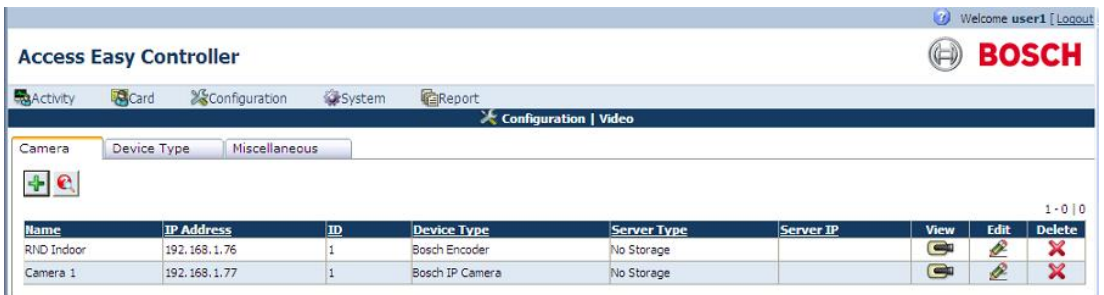 Welcome user1 [ Logout
Access Easy Controller
BOSCH
Activity Card Configuration System Report
Configuration | Video
Camera Device Type Miscellaneous
1 - 0 | 0
Name IP Address ID Device Type Server Type Server IP View Edit Delete
RND Indoor 192.168.1.76 1 Bosch Encoder No Storage
Camera 1 192.168.1.77 1 Bosch IP Camera No Storage